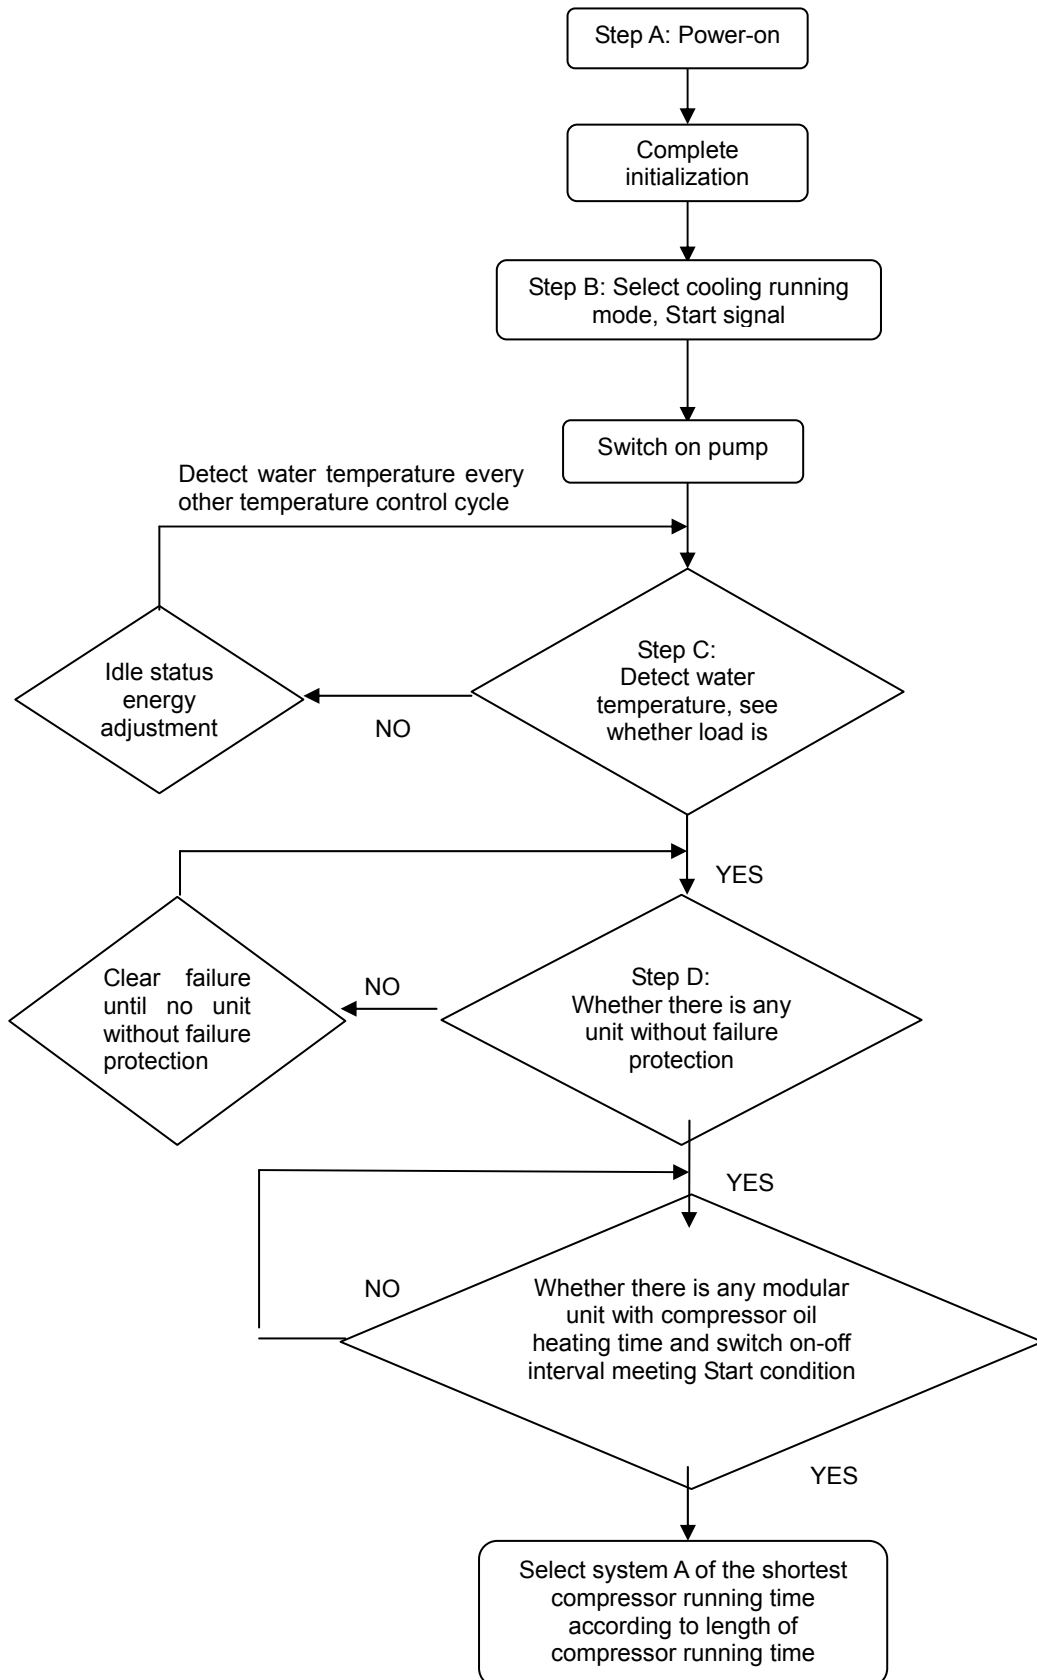 Step A: Power-on
Complete
initialization
Step B: Select cooling running
mode, Start signal
Switch on pump
Detect water temperature every
other temperature control cycle
Step C:
Detect water
temperature, see
whether load is
Idle status
energy
adjustment
NO
YES
Step D:
Whether there is any
unit without failure
protection
NO
Clear failure
until no unit
without failure
protection
YES
NO
Whether there is any modular
unit with compressor oil
heating time and switch on-off
interval meeting Start condition
YES
Select system A of the shortest
compressor running time
according to length of
compressor running time